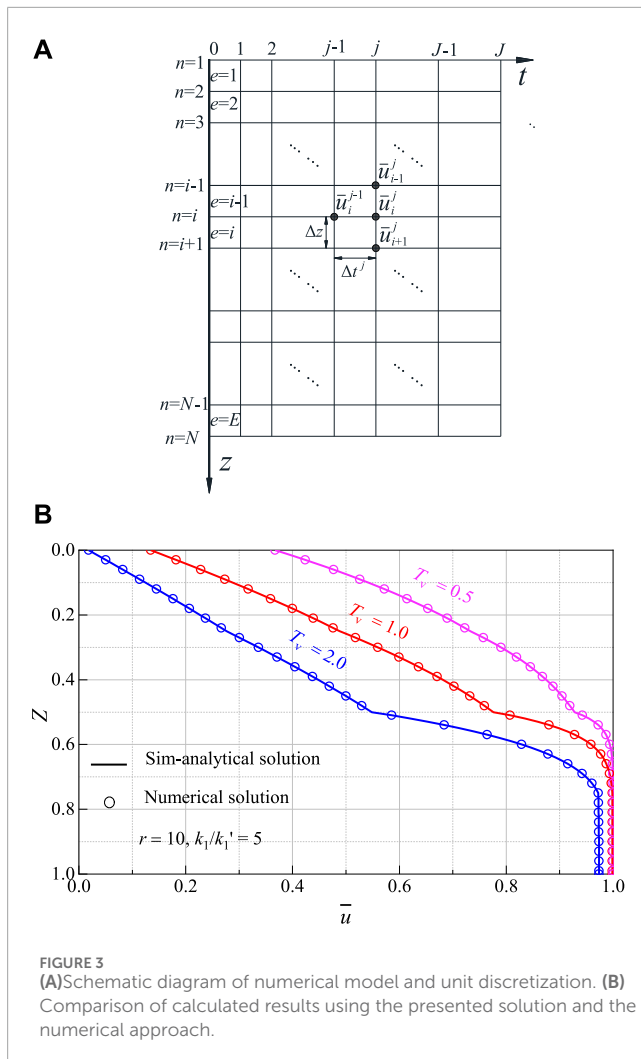 A
0 1 2 j-1 j J-1 J
n=1
t
e=1
n=2
e=2
n=3
n=i-1
ū_{i-1}^{j}
e=i-1
ū_i^{j-1}
ū_i^j
n=i
Δz
e=i
n=i+1
ū_{i+1}^{j}
Δt^j
n=N-1
e=E
n=N
z
B
0.0
T_v = 0.5
0.2
T_v = 1.0
T_v = 2.0
0.4
Z
0.6
Sim-analytical solution
Numerical solution
0.8
r = 10, k_1/k_1' = 5
1.0
0.0 0.2 0.4 0.6 0.8 1.0
ū
FIGURE 3
(A)Schematic diagram of numerical model and unit discretization. (B)
Comparison of calculated results using the presented solution and the
numerical approach.